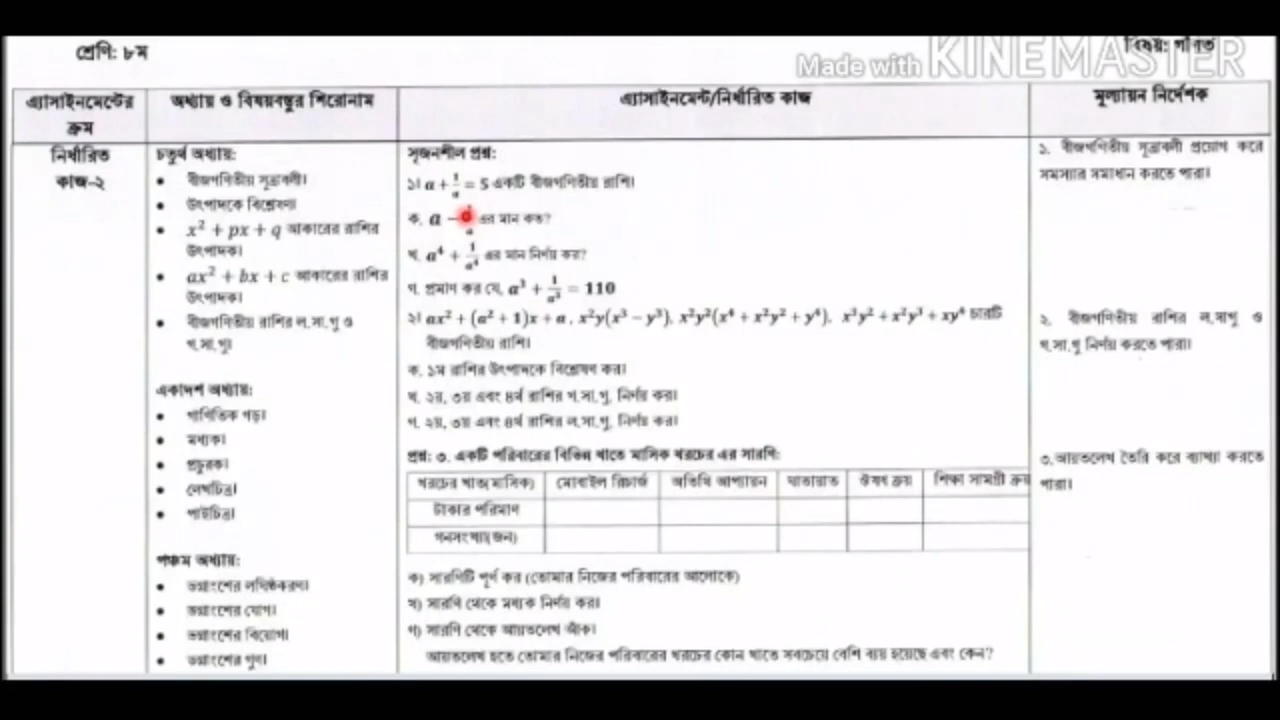 শ্রেণি: ৮ম
বিষয়: গণিত
Made with KINEMASTER
এ্যাসাইনমেন্টের ক্রম
অধ্যায় ও বিষয়বস্তুর শিরোনাম
এ্যাসাইনমেন্ট/নির্ধারিত কাজ
মূল্যায়ন নির্দেশক
নির্ধারিত
কাজ-২
চতুর্থ অধ্যায়:
• বীজগণিতীয় সূত্রাবলী।
• উৎপাদকে বিশ্লেষণ।
• x² + px + q আকারের রাশির
উৎপাদক।
• ax² + bx + c আকারের রাশির
উৎপাদক।
• বীজগণিতীয় রাশির ল.সা.গু ও
গ.সা.গু।
একাদশ অধ্যায়:
• গাণিতিক গড়।
• মধ্যক।
• প্রচুরক।
• লেখচিত্র।
• পাইচিত্র।
পঞ্চম অধ্যায়:
• ভগ্নাংশের লঘিষ্ঠকরণ।
• ভগ্নাংশের যোগ।
• ভগ্নাংশের বিয়োগ।
• ভগ্নাংশের গুণ।
সৃজনশীল প্রশ্ন:
১। a + 1/a = 5 একটি বীজগণিতীয় রাশি।
ক. a − এর মান কত?
খ. a⁴ + 1/a⁴ এর মান নির্ণয় কর?
গ. প্রমাণ কর যে, a³ + 1/a³ = 110
২। ax² + (a² + 1)x + a , x²y(x³ − y³), x²y²(x⁴ + x²y² + y⁴), x³y² + x²y³ + xy⁴ চারটি
বীজগণিতীয় রাশি।
ক. ১ম রাশির উৎপাদকে বিশ্লেষণ কর।
খ. ২য়, ৩য় এবং ৪র্থ রাশির গ.সা.গু. নির্ণয় কর।
গ. ২য়, ৩য় এবং ৪র্থ রাশির ল.সা.গু. নির্ণয় কর।
প্রশ্ন: ৩. একটি পরিবারের বিভিন্ন খাতে মাসিক খরচের এর সারণি:
খরচের খাত(মাসিক) মোবাইল রিচার্জ অতিথি আপ্যায়ন যাতায়াত ঔষধ ক্রয় শিক্ষা সামগ্রী ক্রয়
টাকার পরিমাণ
গনসংখ্যা(জন)
ক) সারণিটি পূর্ণ কর (তোমার নিজের পরিবারের আলোকে)
খ) সারণি থেকে মধ্যক নির্ণয় কর।
গ) সারণি থেকে আয়তলেখ আঁক।
আয়তলেখ হতে তোমার নিজের পরিবারের খরচের কোন খাতে সবচেয়ে বেশি ব্যয় হয়েছে এবং কেন?
১. বীজগণিতীয় সূত্রাবলী প্রয়োগ করে
সমস্যার সমাধান করতে পারা।
২. বীজগণিতীয় রাশির ল.সাগু ও
গ.সা.গু নির্ণয় করতে পারা।
৩.আয়তলেখ তৈরি করে ব্যাখ্যা করতে
পারা।